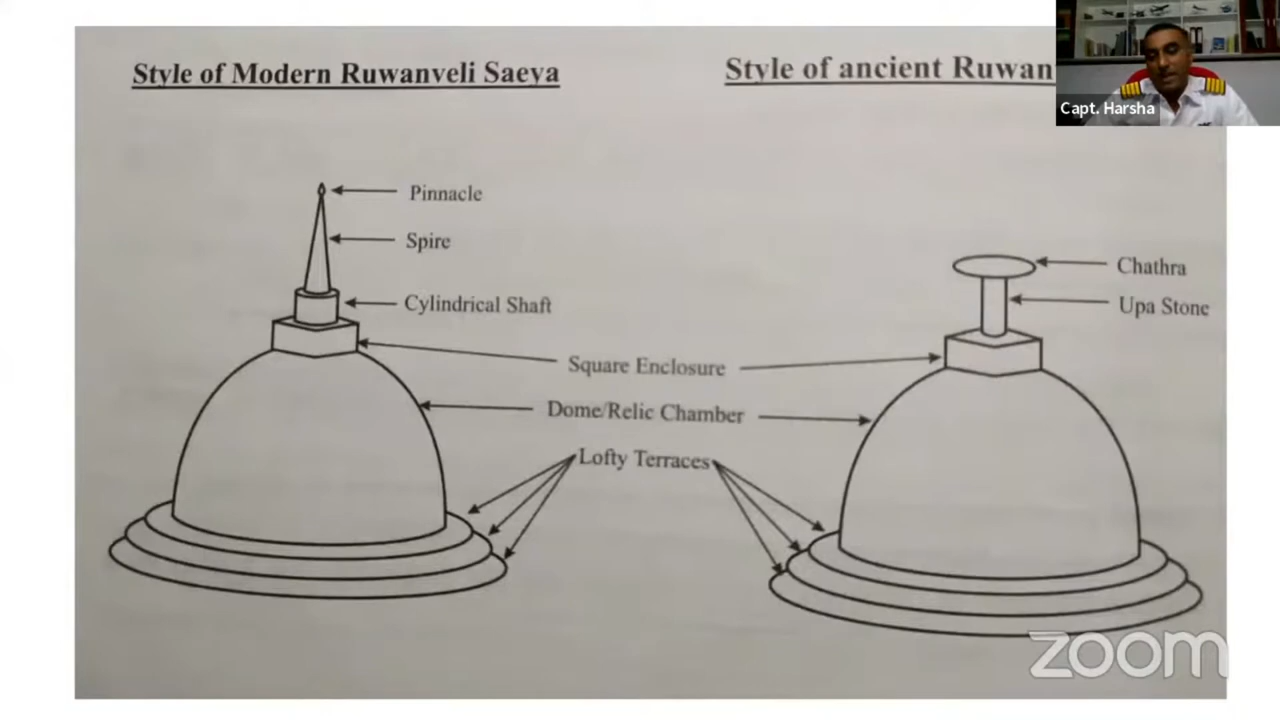 Style of Modern Ruwanveli Saeya
Style of ancient Ruwan
Capt. Harsha
Pinnacle
Spire
Cylindrical Shaft
Chathra
Upa Stone
Square Enclosure
Dome/Relic Chamber
Lofty Terraces
zoom